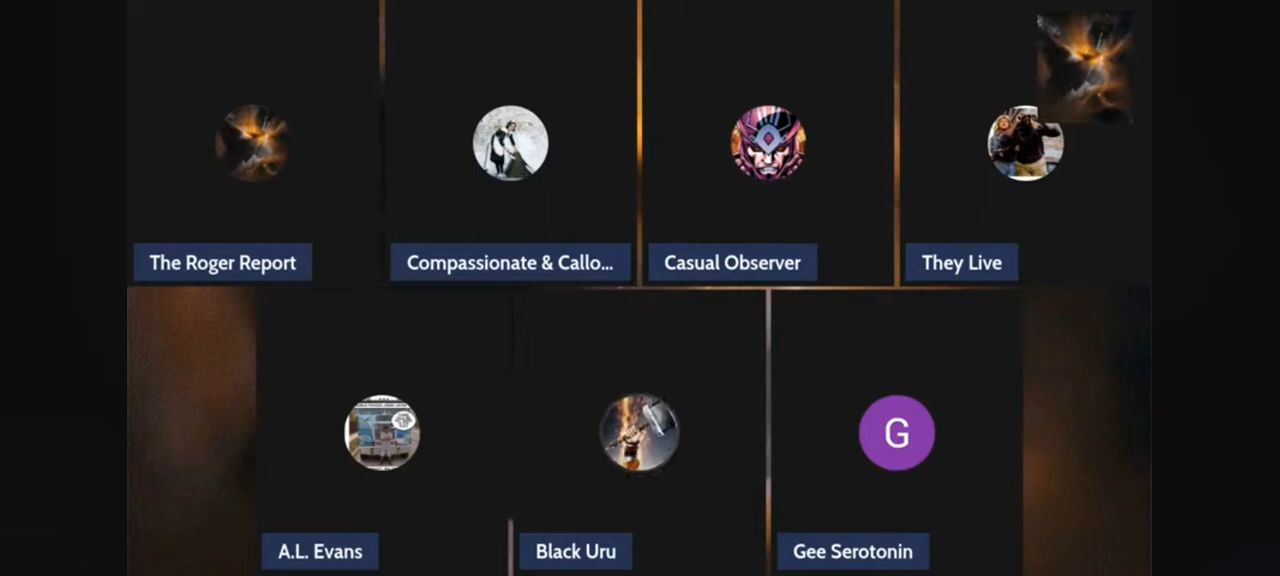 The Roger Report
Compassionate & Callo...
Casual Observer
They Live
A.L. Evans
Black Uru
G
Gee Serotonin